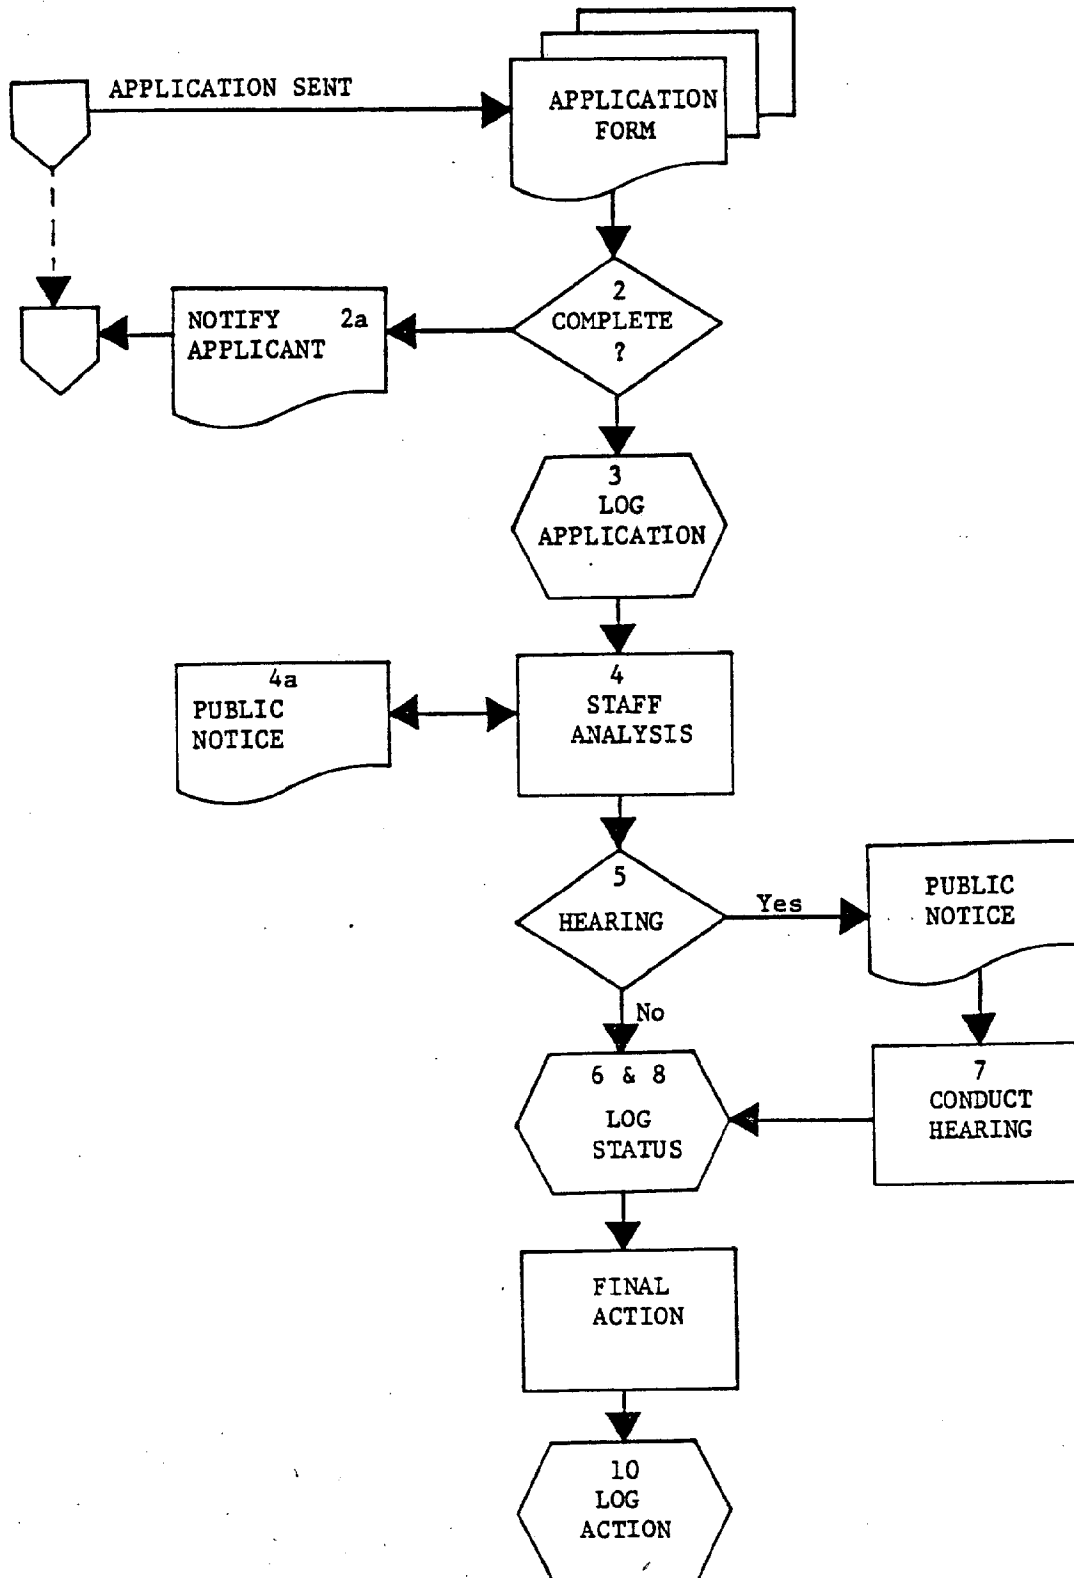 APPLICATION SENT
APPLICATION
FORM
2
COMPLETE
?
NOTIFY 2a
APPLICANT
3
LOG
APPLICATION
4
STAFF
ANALYSIS
4a
PUBLIC
NOTICE
5
HEARING
Yes
PUBLIC
NOTICE
No
6 & 8
LOG
STATUS
7
CONDUCT
HEARING
FINAL
ACTION
10
LOG
ACTION